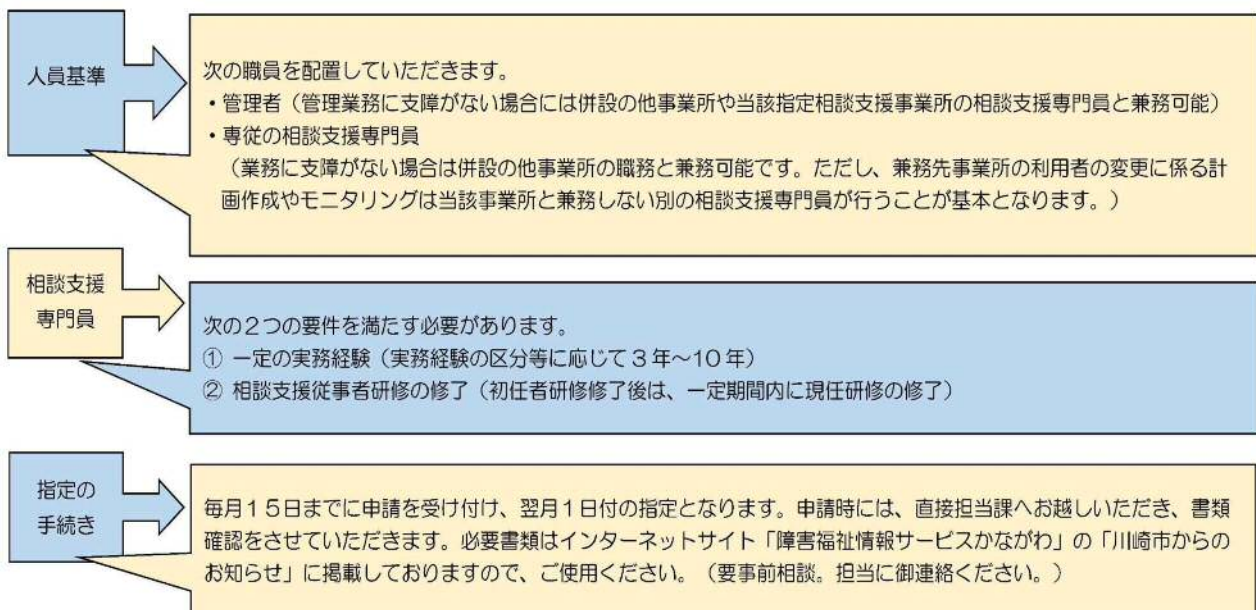 人員基準
次の職員を配置していただきます。
・管理者（管理業務に支障がない場合には併設の他事業所や当該指定相談支援事業所の相談支援専門員と兼務可能）
・専従の相談支援専門員
（業務に支障がない場合は併設の他事業所の職務と兼務可能です。ただし、兼務先事業所の利用者の変更に係る計
画作成やモニタリングは当該事業所と兼務しない別の相談支援専門員が行うことが基本となります。）
相談支援
専門員
次の２つの要件を満たす必要があります。
① 一定の実務経験（実務経験の区分等に応じて３年～10年）
② 相談支援従事者研修の修了（初任者研修修了後は、一定期間内に現任研修の修了）
指定の
手続き
毎月１５日までに申請を受け付け、翌月１日付の指定となります。申請時には、直接担当課へお越しいただき、書類
確認をさせていただきます。必要書類はインターネットサイト「障害福祉情報サービスかながわ」の「川崎市からの
お知らせ」に掲載しておりますので、ご使用ください。（要事前相談。担当に御連絡ください。）